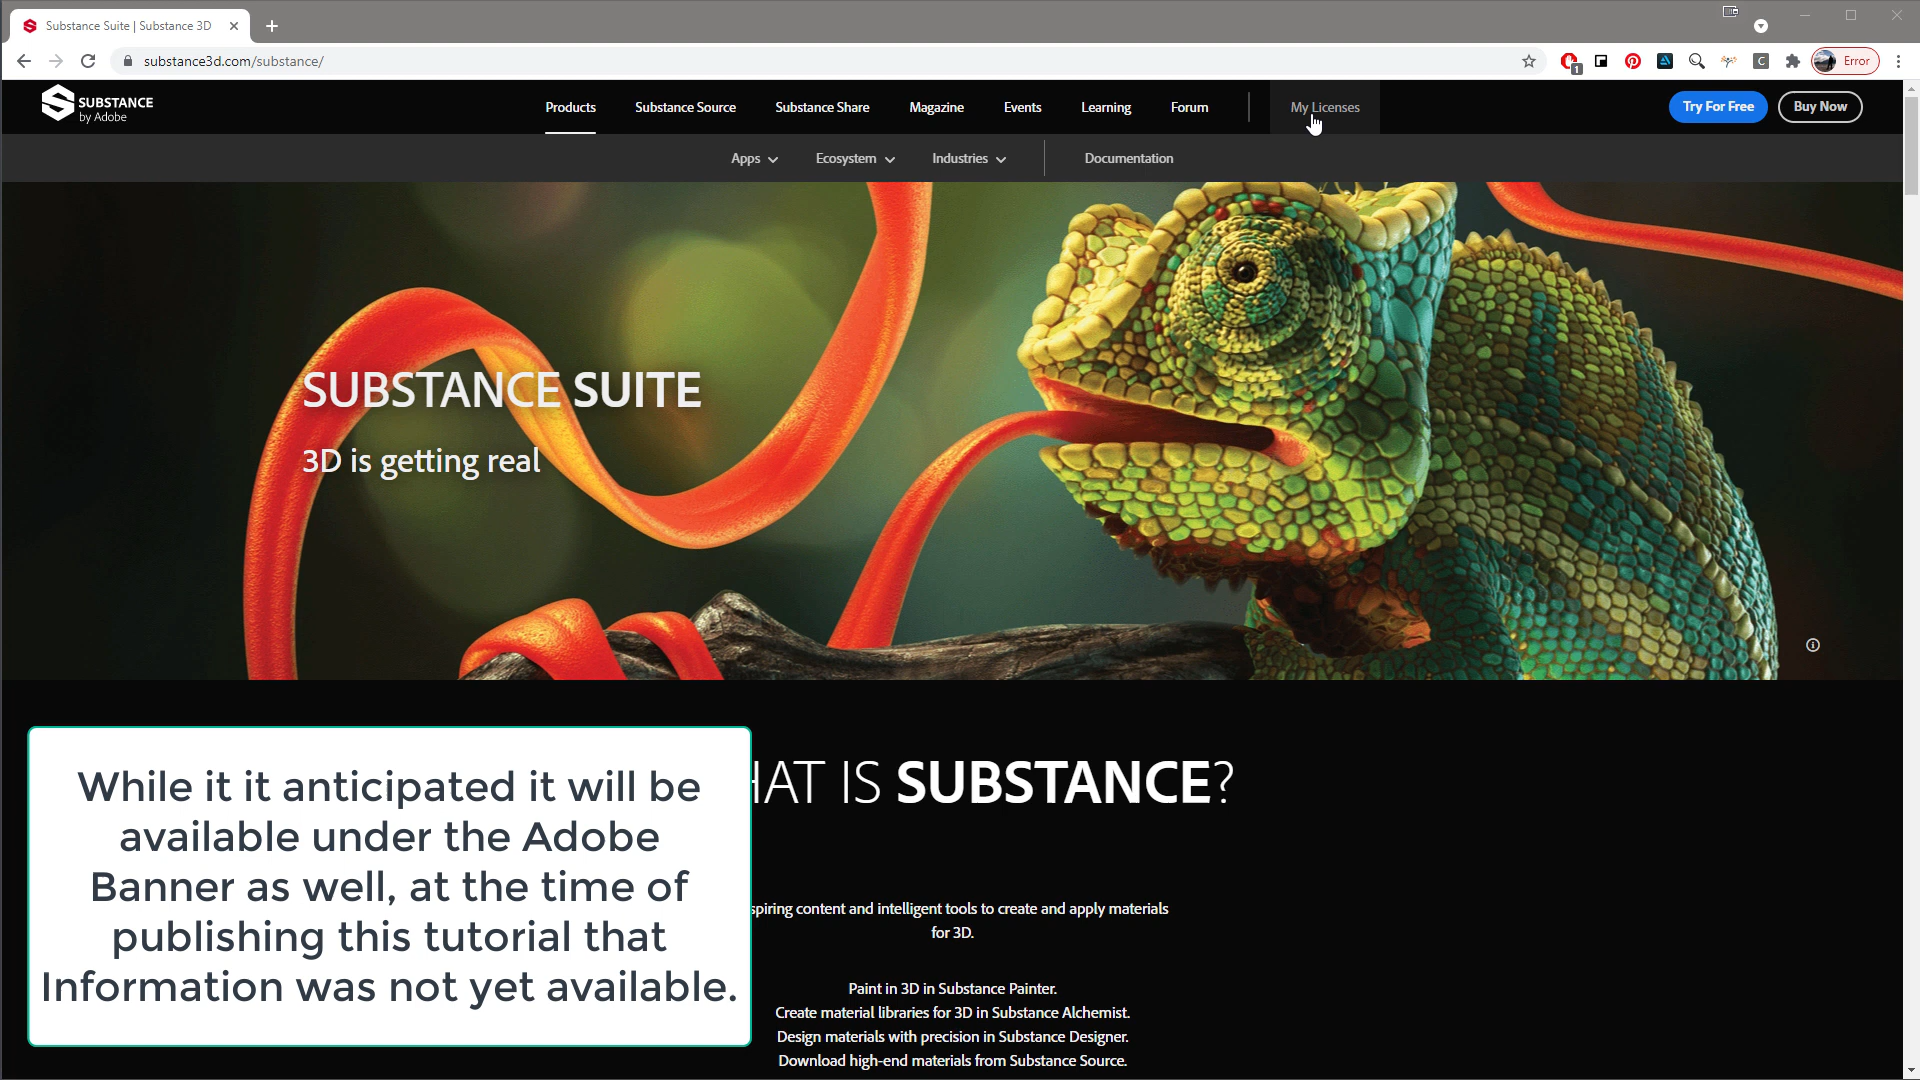 Substance Suite | Substance 3D
substance3d.com/substance/
1
C
Error
SUBSTANCE
by Adobe
Products
Substance Source
Substance Share
Magazine
Events
Learning
Forum
My Licenses
Try For Free
Buy Now
Apps
Ecosystem
Industries
Documentation
SUBSTANCE SUITE
3D is getting real
HAT IS SUBSTANCE?
While it it anticipated it will be
available under the Adobe
Banner as well, at the time of
publishing this tutorial that
Information was not yet available.
spiring content and intelligent tools to create and apply materials
for 3D.
Paint in 3D in Substance Painter.
Create material libraries for 3D in Substance Alchemist.
Design materials with precision in Substance Designer.
Download high-end materials from Substance Source.